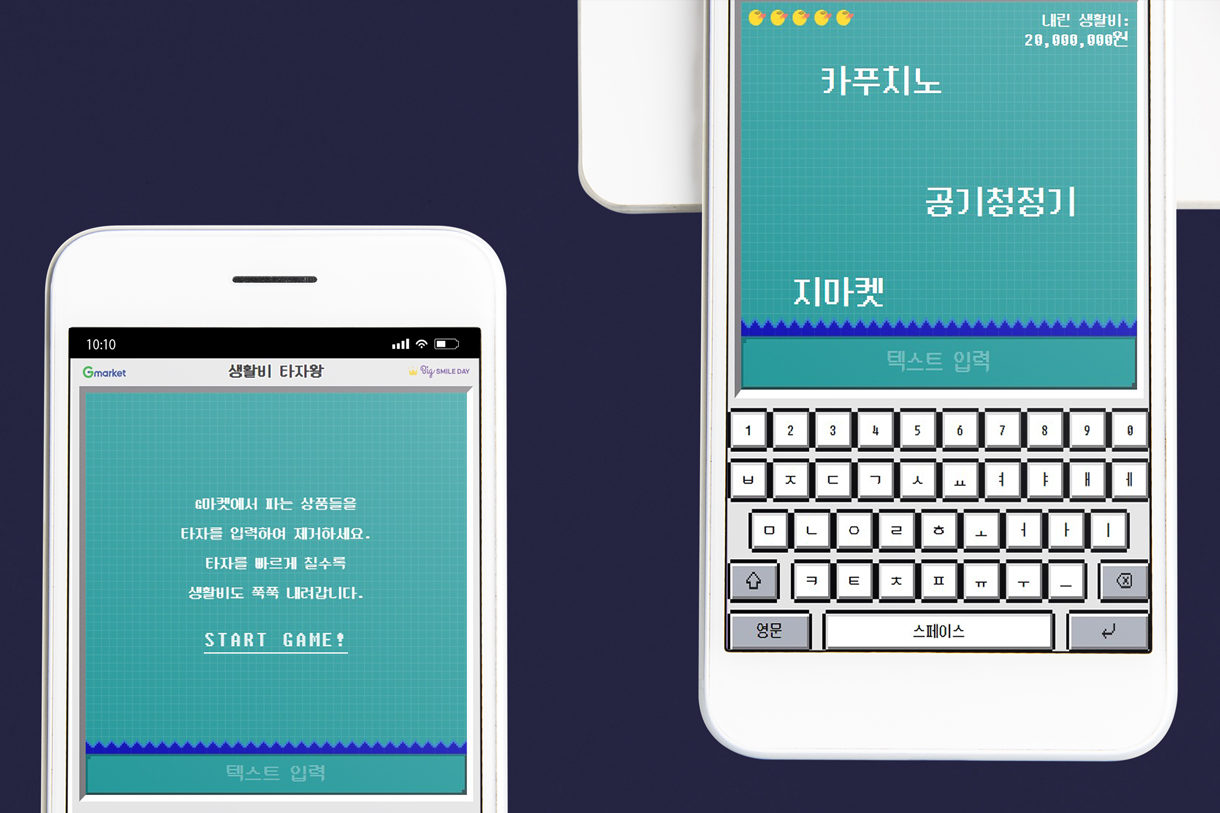 10:10
Gmarket
생활비 타자왕
Big SMILE DAY
G마켓에서 파는 상품들을
타자를 입력하여 제거하세요.
타자를 빠르게 칠수록
생활비도 쭉쭉 내려갑니다.
START GAME!
텍스트 입력
내린 생활비:
20,000,000원
카푸치노
공기청정기
지마켓
텍스트 입력
1 2 3 4 5 6 7 8 9 0
ㅂ ㅈ ㄷ ㄱ ㅅ ㅛ ㅕ ㅑ ㅐ ㅔ
ㅁ ㄴ ㅇ ㄹ ㅎ ㅗ ㅓ ㅏ ㅣ
ㅋ ㅌ ㅊ ㅍ ㅠ ㅜ ㅡ
영문 스페이스